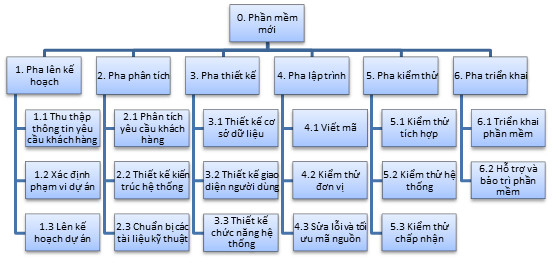 0. Phần mềm
mới
1. Pha lên kế
hoạch
2. Pha phân tích
3. Pha thiết kế
4. Pha lập trình
5. Pha kiểm thử
6. Pha triển khai
1.1 Thu thập
thông tin yêu
cầu khách hàng
2.1 Phân tích
yêu cầu khách
hàng
3.1 Thiết kế cơ
sở dữ liệu
4.1 Viết mã
5.1 Kiểm thử
tích hợp
6.1 Triển khai
phần mềm
1.2 Xác định
phạm vi dự án
2.2 Thiết kế kiến
trúc hệ thống
3.2 Thiết kế giao
diện người dùng
4.2 Kiểm thử
đơn vị
5.2 Kiểm thử hệ
thống
6.2 Hỗ trợ và
bảo trì phần
mềm
1.3 Lên kế
hoạch dự án
2.3 Chuẩn bị các
tài liệu kỹ thuật
3.3 Thiết kế
chức năng hệ
thống
4.3 Sửa lỗi và tối
ưu mã nguồn
5.3 Kiểm thử
chấp nhận